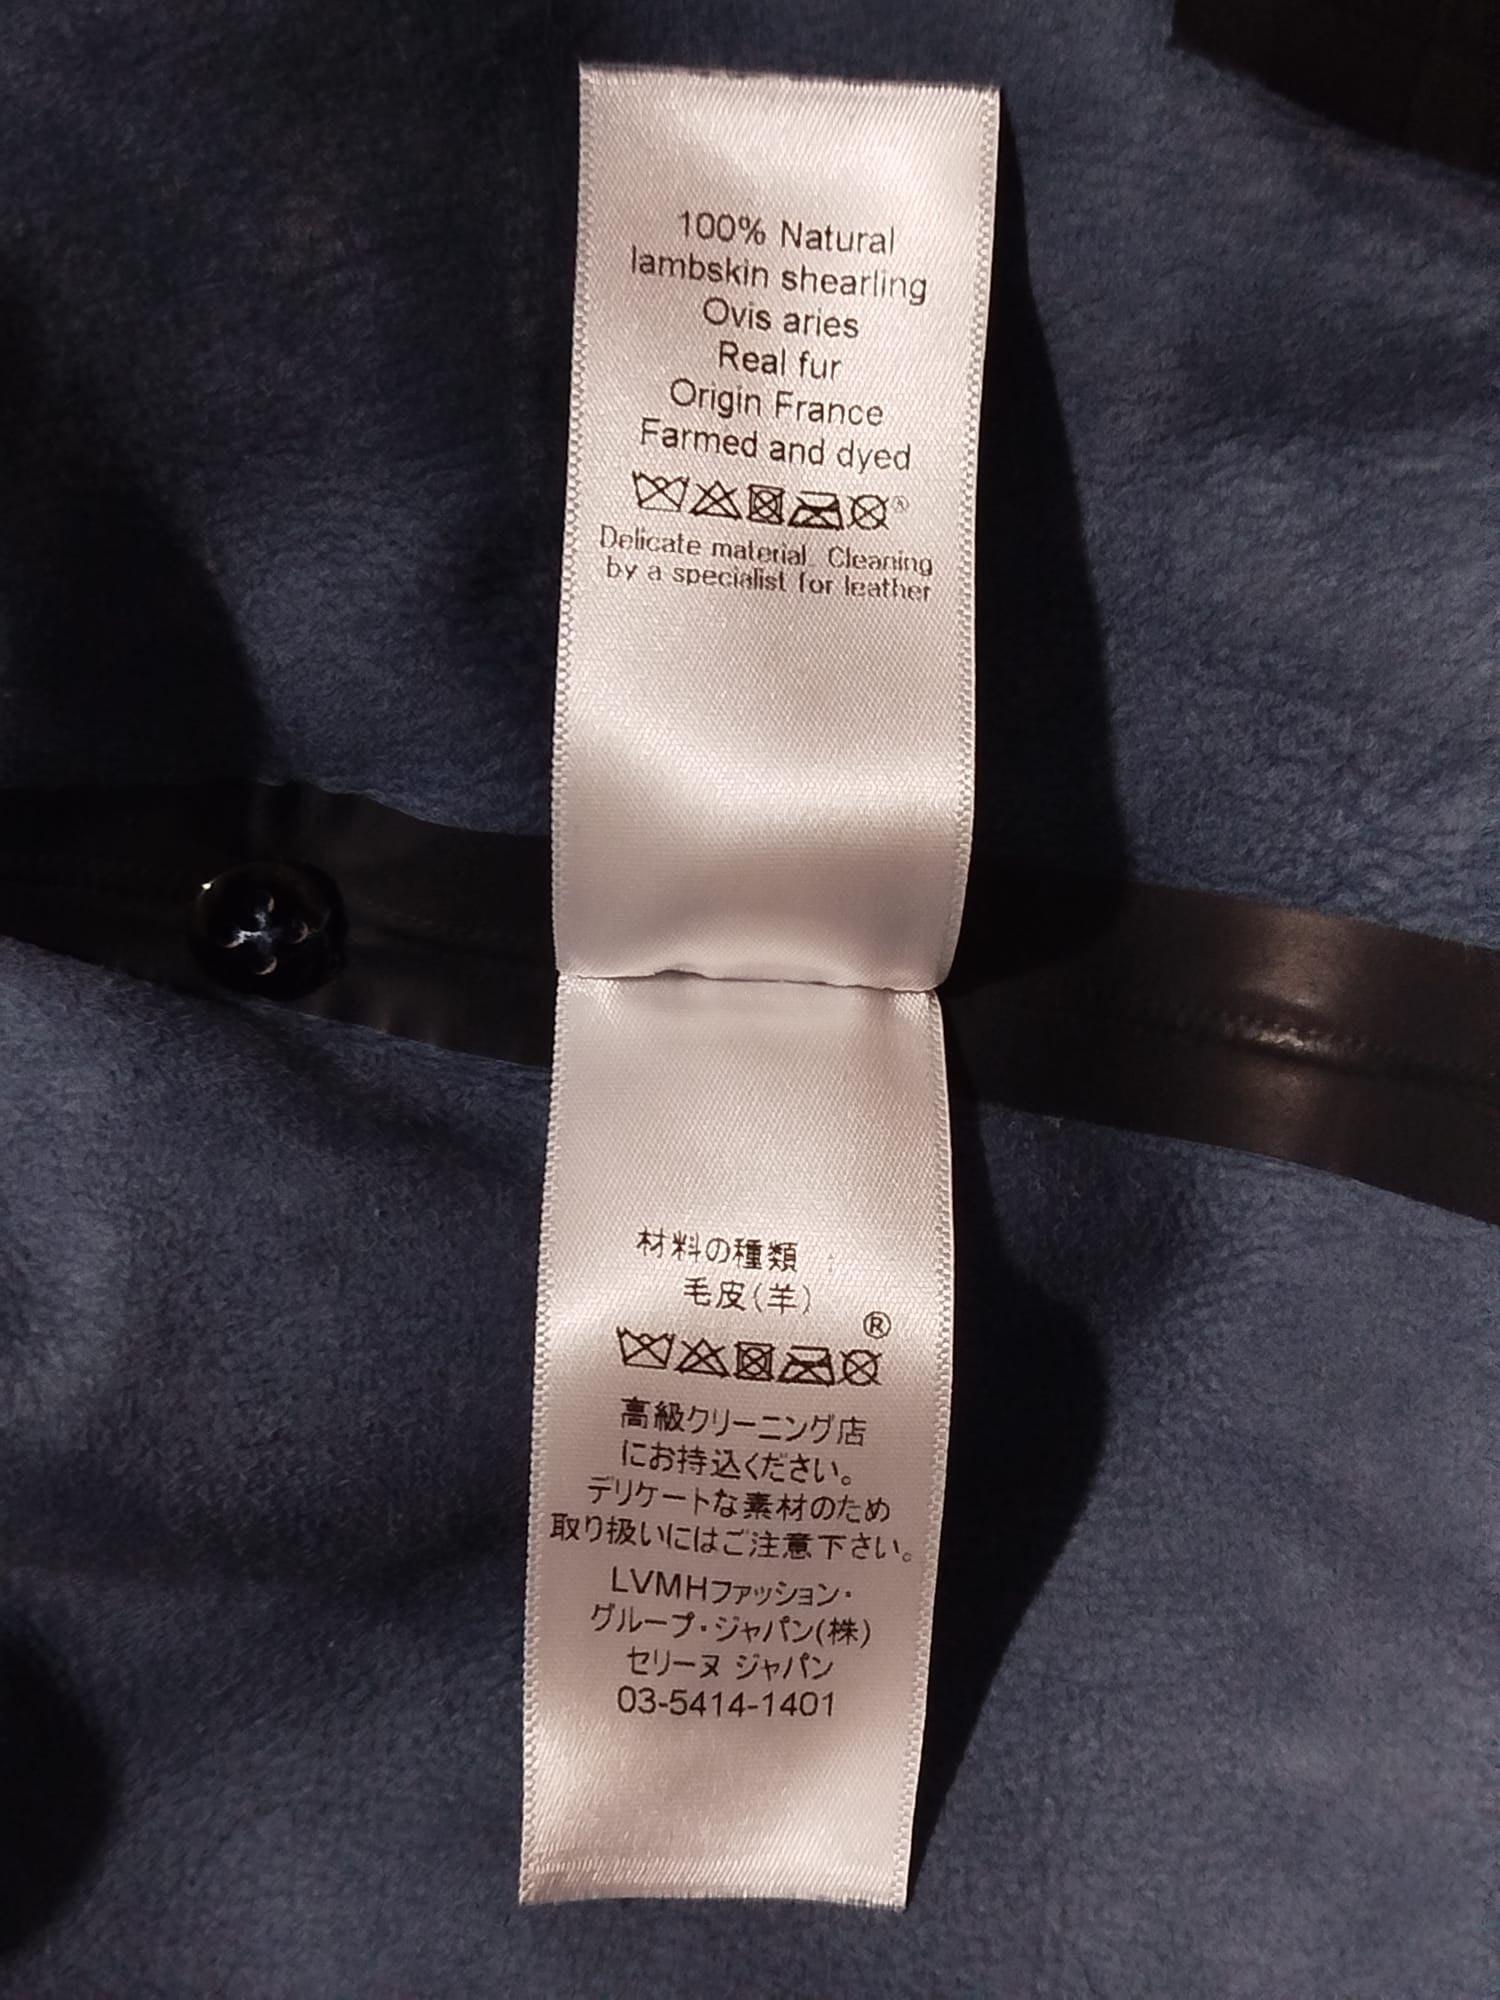 100% Natural
lambskin shearling
Ovis aries
Real fur
Origin France
Farmed and dyed
®
Delicate material. Cleaning
by a specialist for leather
材料の種類 :
毛皮(羊)
®
高級クリーニング店
にお持込ください。
デリケートな素材のため
取り扱いにはご注意下さい。
LVMHファッション・
グループ・ジャパン(株)
セリーヌ ジャパン
03-5414-1401